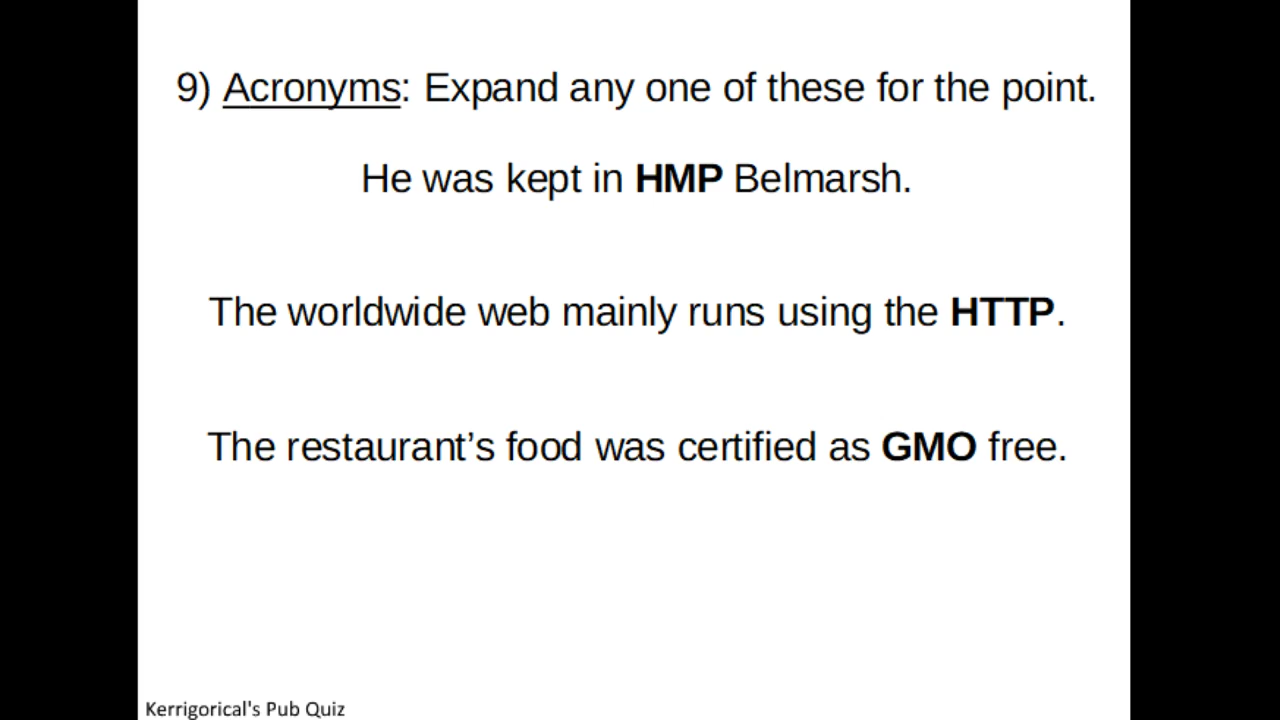 9) Acronyms: Expand any one of these for the point.
He was kept in HMP Belmarsh.
The worldwide web mainly runs using the HTTP.
The restaurant’s food was certified as GMO free.
Kerrigorical's Pub Quiz